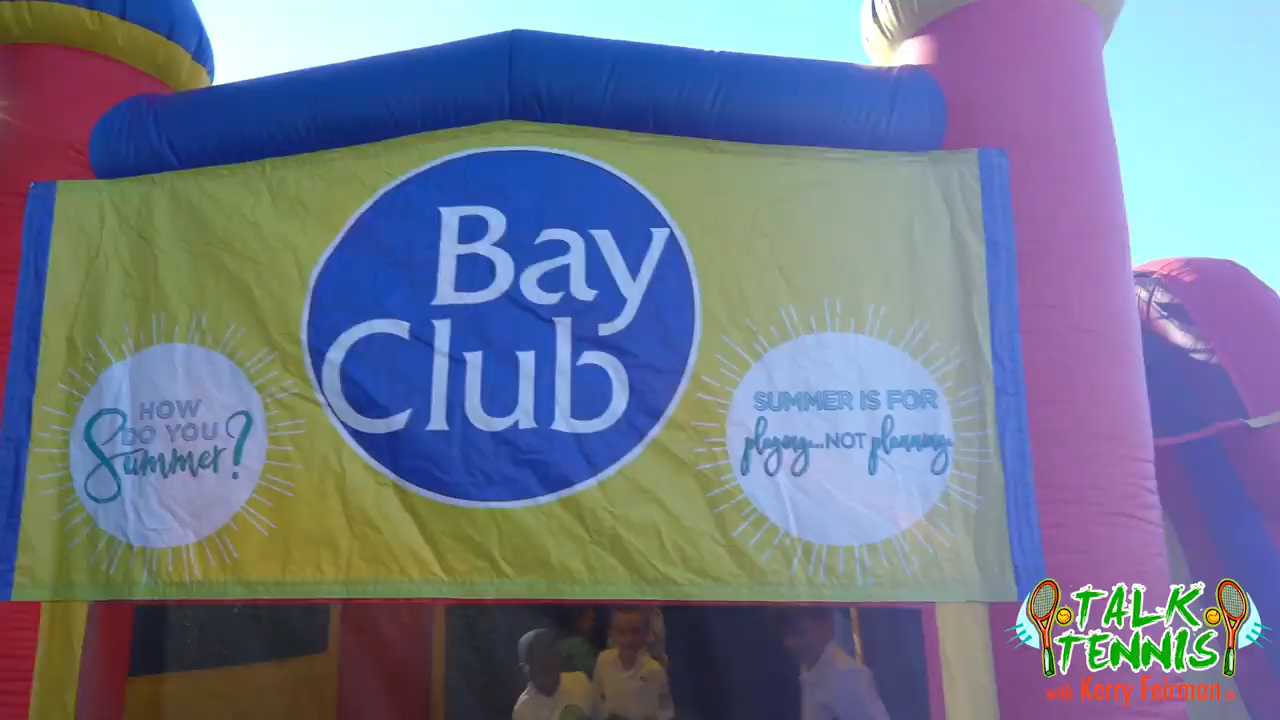 Bay
Club
HOW
DO YOU
Summer?
SUMMER IS FOR
playing...NOT planning.
TALK
TENNIS
with Kerry Feirman